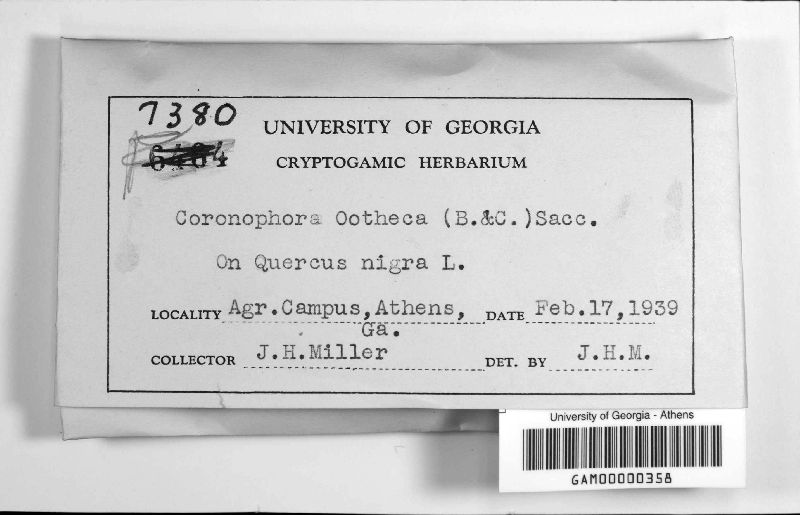 7380
UNIVERSITY OF GEORGIA
6464
CRYPTOGAMIC HERBARIUM
Coronophora Ootheca (B.&C.)Sacc.
On Quercus nigra L.
LOCALITY Agr.Campus,Athens, DATE Feb.17,1939
Ga.
COLLECTOR J.H.Miller DET. BY J.H.M.
University of Georgia - Athens
GAM00000358